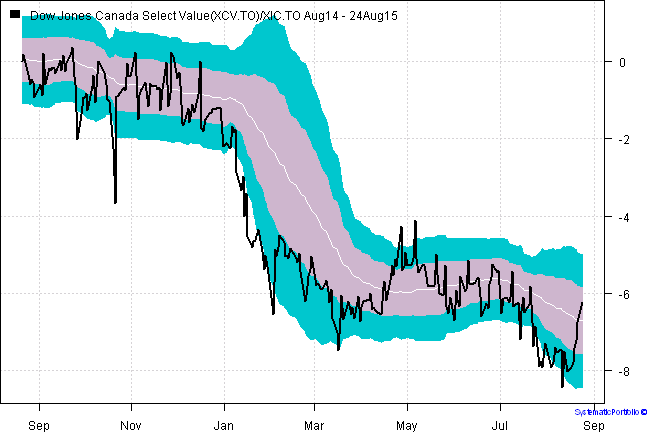 Dow Jones Canada Select Value(XCV.TO)/XIC.TO Aug14 - 24Aug15
0
-2
-4
-6
-8
Sep Nov Jan Mar May Jul Sep
SystematicPortfolio ©